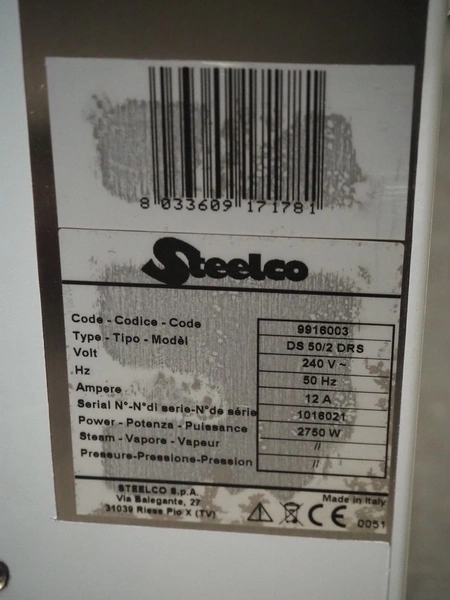 8 033609 171781
Steelco
Code - Codice - Code 9916003
Type - Tipo - Modèl DS 50/2 DRS
Volt 240 V ~
Hz 50 Hz
Ampere 12 A
Serial N°-N°di serie-N°de série 1016021
Power - Potenza - Puissance 2750 W
Steam - Vapore - Vapeur //
Pressure-Pressione-Pression //
STEELCO S.p.A. Made in Italy
Via Balegante, 27
31039 Riese Pio X (TV) CE 0051